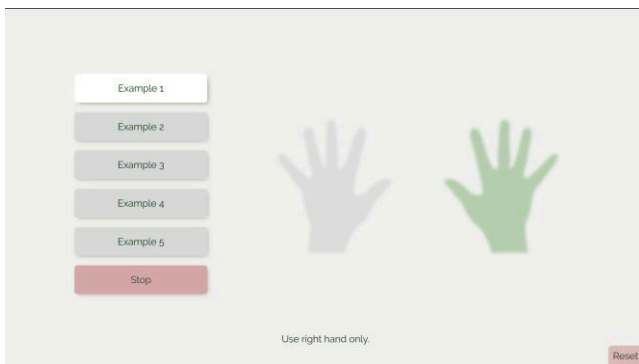 Example 1
Example 2
Example 3
Example 4
Example 5
Stop
Use right hand only.
Reset